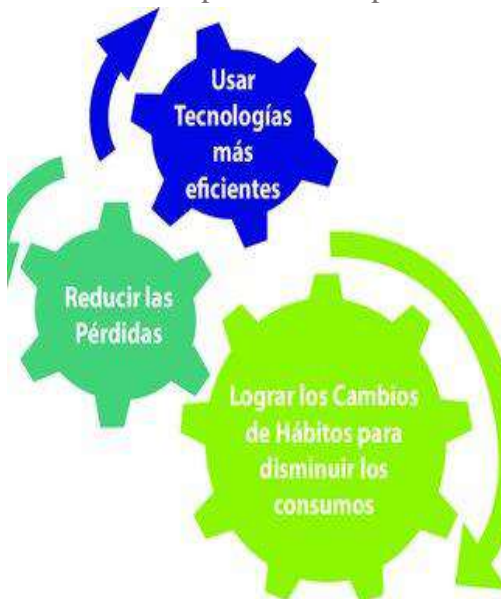 Usar
Tecnologías
más
eficientes
Reducir las
Pérdidas
Lograr los Cambios
de Hábitos para
disminuir los
consumos